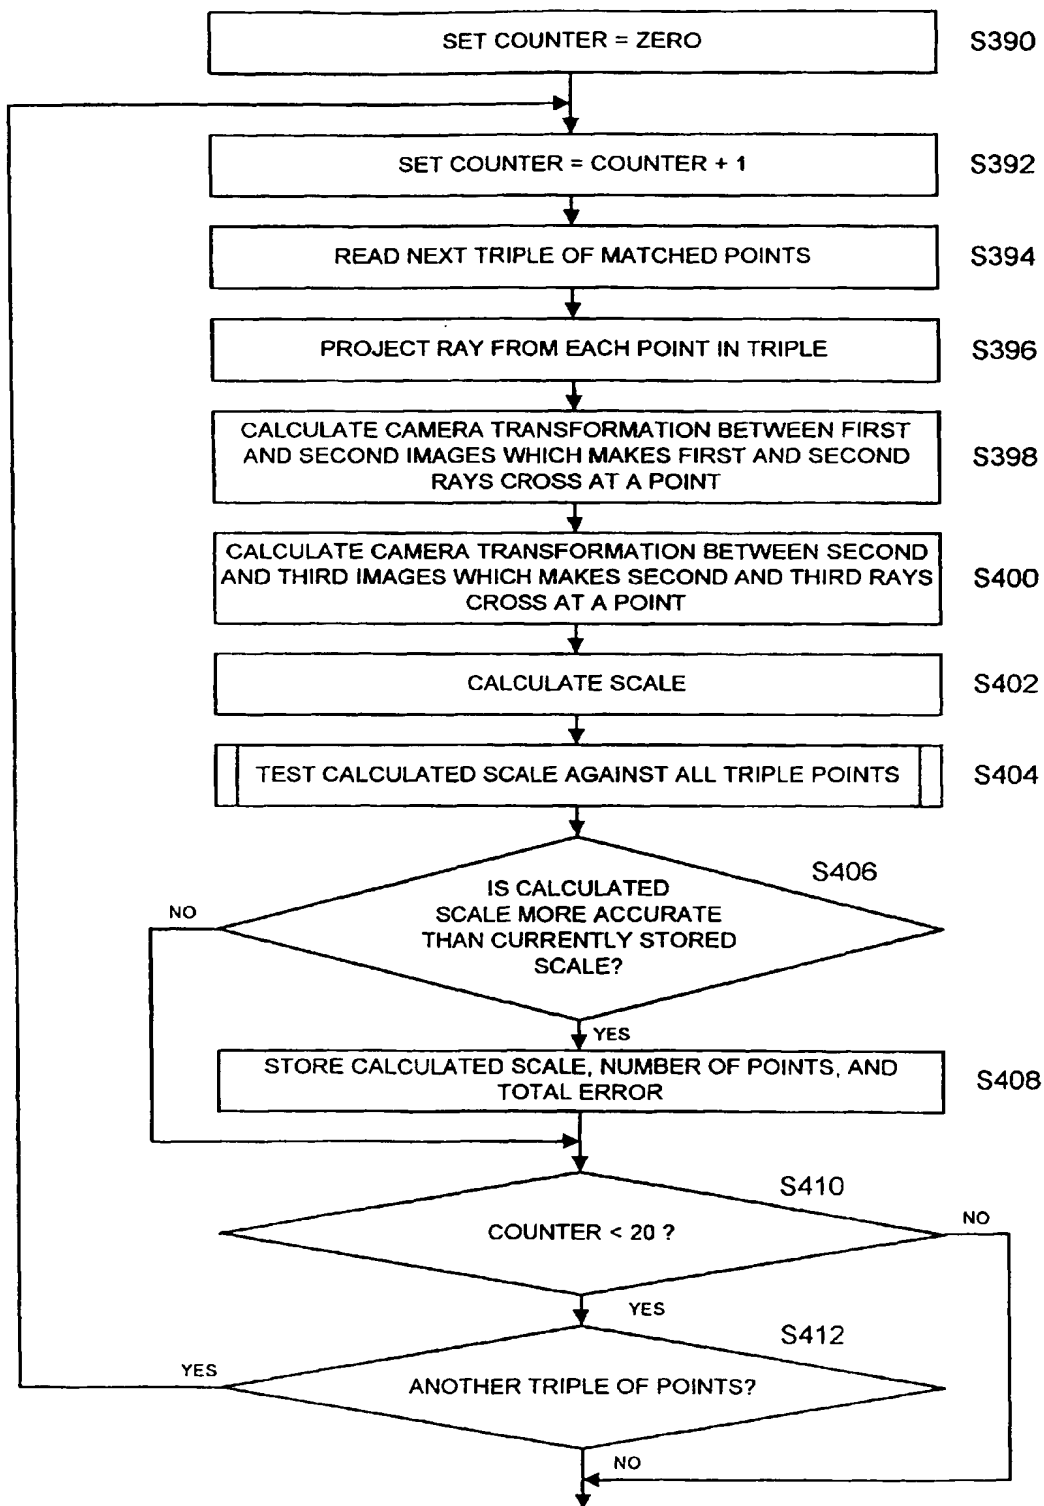 SET COUNTER = ZERO
S390
SET COUNTER = COUNTER + 1
S392
READ NEXT TRIPLE OF MATCHED POINTS
S394
PROJECT RAY FROM EACH POINT IN TRIPLE
S396
CALCULATE CAMERA TRANSFORMATION BETWEEN FIRST
AND SECOND IMAGES WHICH MAKES FIRST AND SECOND
RAYS CROSS AT A POINT
S398
CALCULATE CAMERA TRANSFORMATION BETWEEN SECOND
AND THIRD IMAGES WHICH MAKES SECOND AND THIRD RAYS
CROSS AT A POINT
S400
CALCULATE SCALE
S402
TEST CALCULATED SCALE AGAINST ALL TRIPLE POINTS
S404
S406
IS CALCULATED
SCALE MORE ACCURATE
THAN CURRENTLY STORED
SCALE?
NO
YES
STORE CALCULATED SCALE, NUMBER OF POINTS, AND
TOTAL ERROR
S408
S410
COUNTER < 20 ?
NO
YES
S412
ANOTHER TRIPLE OF POINTS?
YES
NO